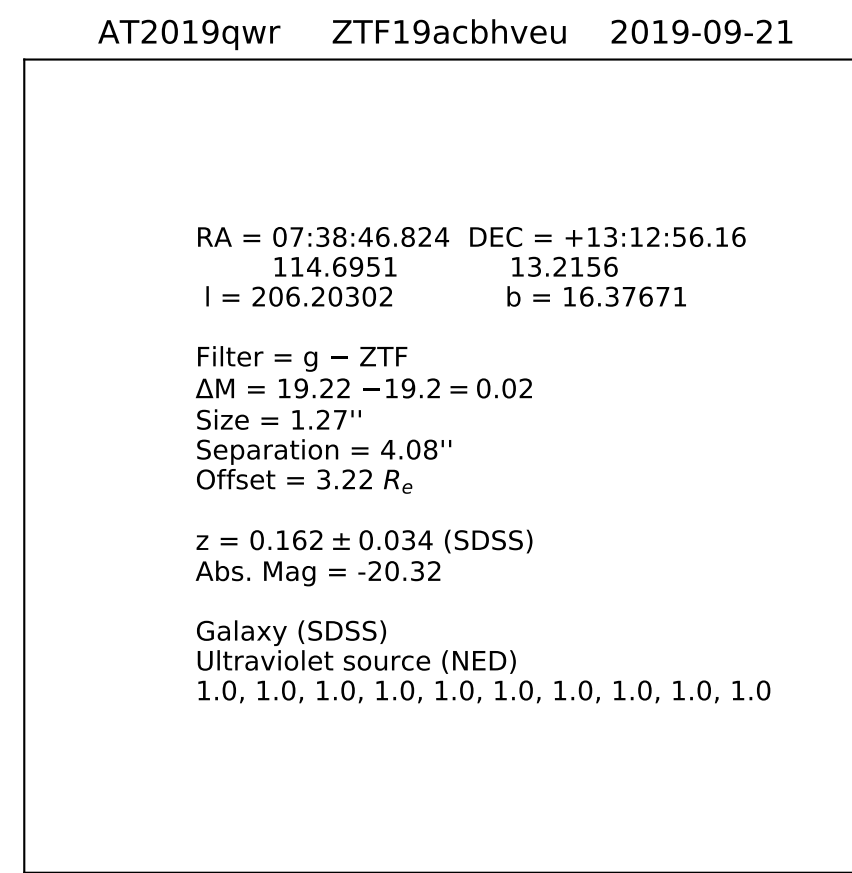 AT2019qwr ZTF19acbhveu 2019-09-21
RA = 07:38:46.824 DEC = +13:12:56.16
114.6951 13.2156
l = 206.20302 b = 16.37671
Filter = g − ZTF
ΔM = 19.22 −19.2 = 0.02
Size = 1.27''
Separation = 4.08''
Offset = 3.22 Rₑ
z = 0.162 ± 0.034 (SDSS)
Abs. Mag = -20.32
Galaxy (SDSS)
Ultraviolet source (NED)
1.0, 1.0, 1.0, 1.0, 1.0, 1.0, 1.0, 1.0, 1.0, 1.0